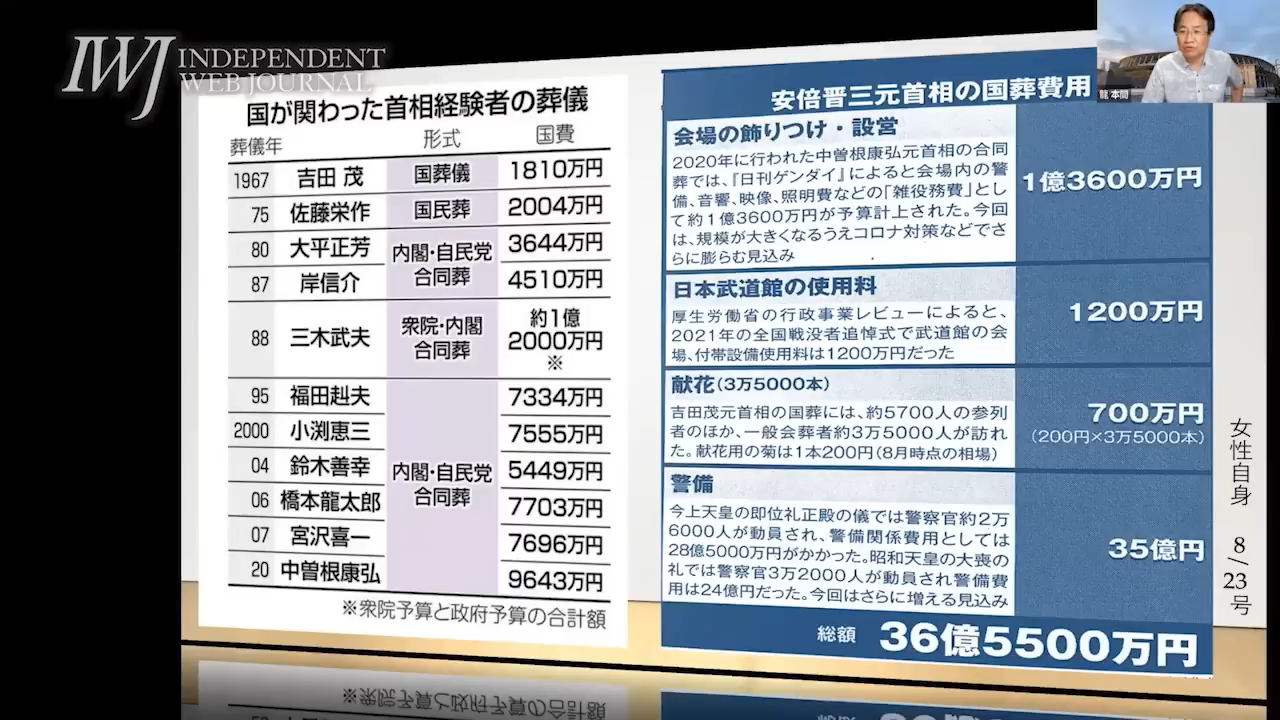 IWJ INDEPENDENT
WEB JOURNAL
龍 本間
国が関わった首相経験者の葬儀
葬儀年 形式 国費
1967 吉田 茂 国葬儀 1810万円
75 佐藤栄作 国民葬 2004万円
80 大平正芳 内閣・自民党 3644万円
87 岸信介 合同葬 4510万円
88 三木武夫 衆院・内閣 約1億
合同葬 2000万円
※
95 福田赳夫 7334万円
2000 小渕恵三 7555万円
04 鈴木善幸 内閣・自民党 5449万円
06 橋本龍太郎 合同葬 7703万円
07 宮沢喜一 7696万円
20 中曽根康弘 9643万円
※衆院予算と政府予算の合計額
安倍晋三元首相の国葬費用
会場の飾りつけ・設営
2020年に行われた中曽根康弘元首相の合同
葬では、『日刊ゲンダイ』によると会場内の警
備、音響、映像、照明費などの「雑役務費」とし
て約1億3600万円が予算計上された。今回
は、規模が大きくなるうえコロナ対策などでさ
らに膨らむ見込み
1億3600万円
日本武道館の使用料
厚生労働省の行政事業レビューによると、
2021年の全国戦没者追悼式で武道館の会
場、付帯設備使用料は1200万円だった
1200万円
献花(3万5000本)
吉田茂元首相の国葬には、約5700人の参列
者のほか、一般会葬者約3万5000人が訪れ
た。献花用の菊は1本200円(8月時点の相場)
700万円
(200円×3万5000本)
警備
今上天皇の即位礼正殿の儀では警察官約2万
6000人が動員され、警備関係費用としては
28億5000万円がかかった。昭和天皇の大喪の
礼では警察官3万2000人が動員され警備費
用は24億円だった。今回はさらに増える見込み
35億円
総額 36億5500万円
女性自身 8/23号